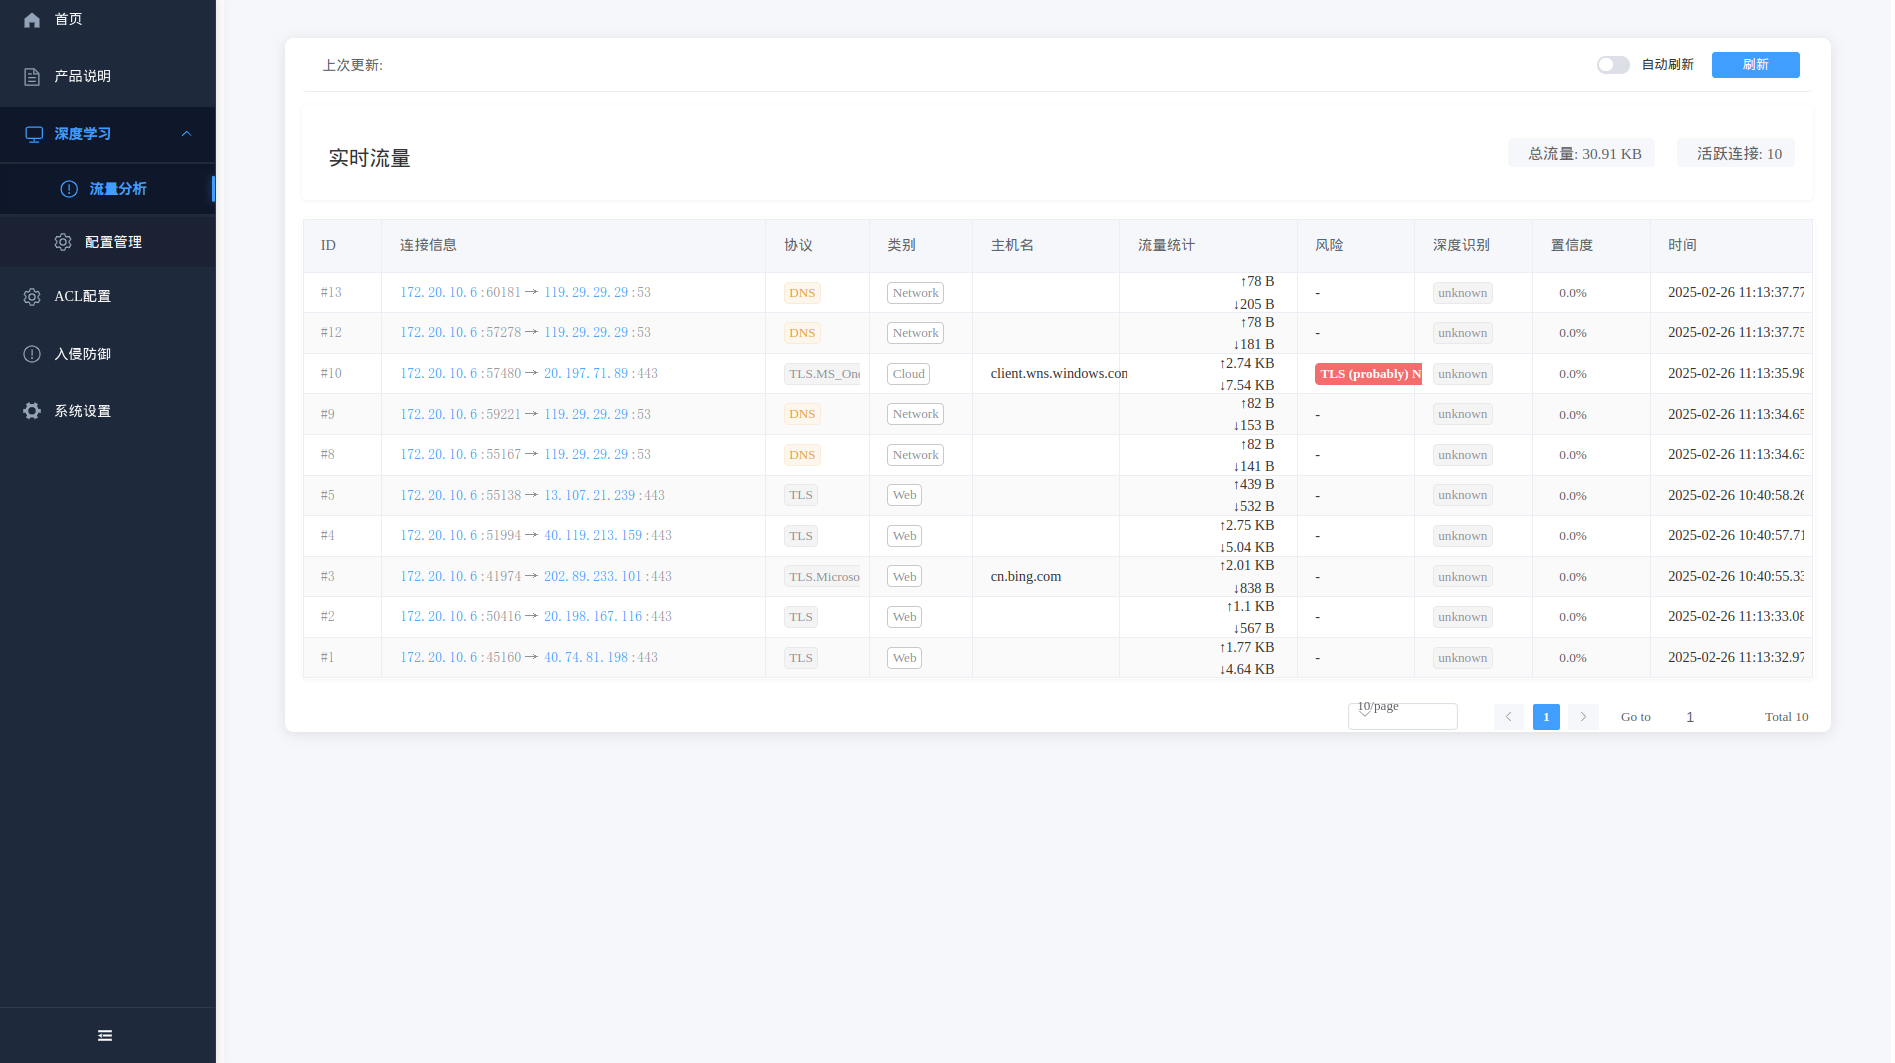 首页
产品说明
深度学习
流量分析
配置管理
ACL配置
入侵防御
系统设置
上次更新:
自动刷新 刷新
实时流量
总流量: 30.91 KB 活跃连接: 10
ID 连接信息 协议 类别 主机名 流量统计 风险 深度识别 置信度 时间
#13 172.20.10.6:60181→ 119.29.29.29:53 DNS Network ↑78 B ↓205 B - unknown 0.0% 2025-02-26 11:13:37.77
#12 172.20.10.6:57278→ 119.29.29.29:53 DNS Network ↑78 B ↓181 B - unknown 0.0% 2025-02-26 11:13:37.75
#10 172.20.10.6:57480→ 20.197.71.89:443 TLS.MS_One Cloud client.wns.windows.com ↑2.74 KB ↓7.54 KB TLS (probably) N unknown 0.0% 2025-02-26 11:13:35.98
#9 172.20.10.6:59221→ 119.29.29.29:53 DNS Network ↑82 B ↓153 B - unknown 0.0% 2025-02-26 11:13:34.65
#8 172.20.10.6:55167→ 119.29.29.29:53 DNS Network ↑82 B ↓141 B - unknown 0.0% 2025-02-26 11:13:34.63
#5 172.20.10.6:55138→ 13.107.21.239:443 TLS Web ↑439 B ↓532 B - unknown 0.0% 2025-02-26 10:40:58.26
#4 172.20.10.6:51994→ 40.119.213.159:443 TLS Web ↑2.75 KB ↓5.04 KB - unknown 0.0% 2025-02-26 10:40:57.71
#3 172.20.10.6:41974→ 202.89.233.101:443 TLS.Microso Web cn.bing.com ↑2.01 KB ↓838 B - unknown 0.0% 2025-02-26 10:40:55.33
#2 172.20.10.6:50416→ 20.198.167.116:443 TLS Web ↑1.1 KB ↓567 B - unknown 0.0% 2025-02-26 11:13:33.08
#1 172.20.10.6:45160→ 40.74.81.198:443 TLS Web ↑1.77 KB ↓4.64 KB - unknown 0.0% 2025-02-26 11:13:32.97
10/page 1 Go to 1 Total 10